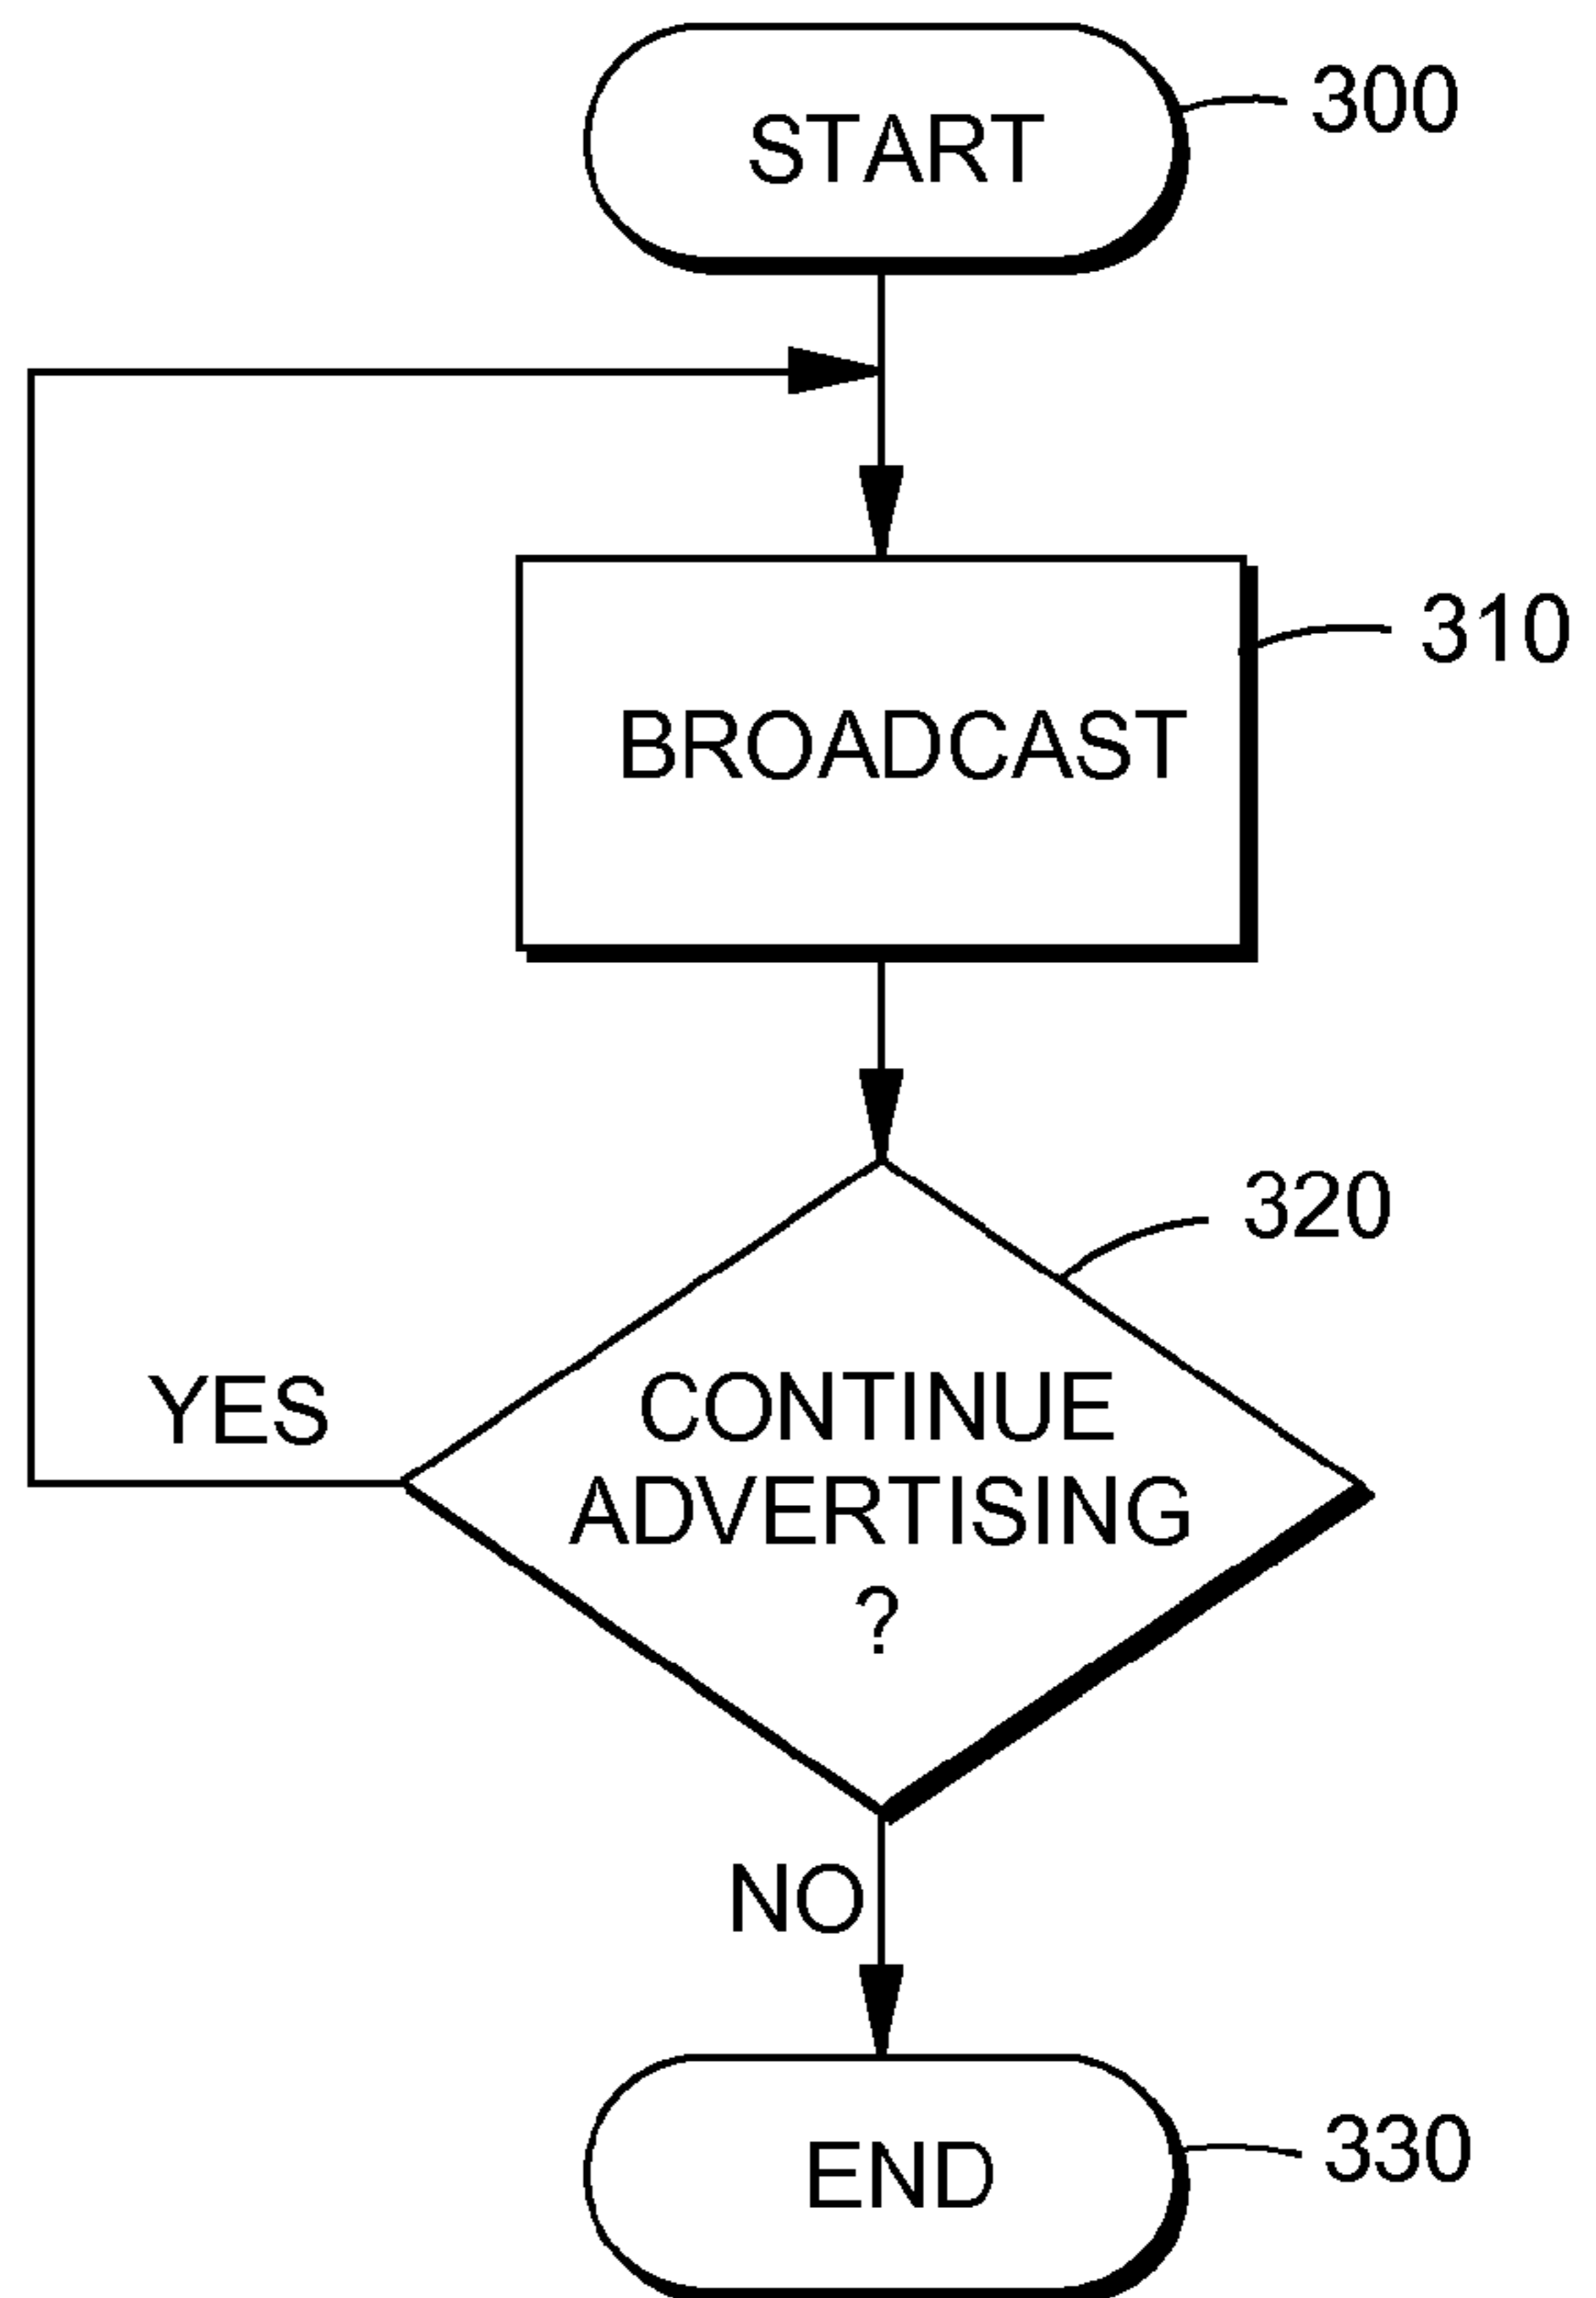 START
300
310
BROADCAST
320
YES
CONTINUE
ADVERTISING
?
NO
END
330